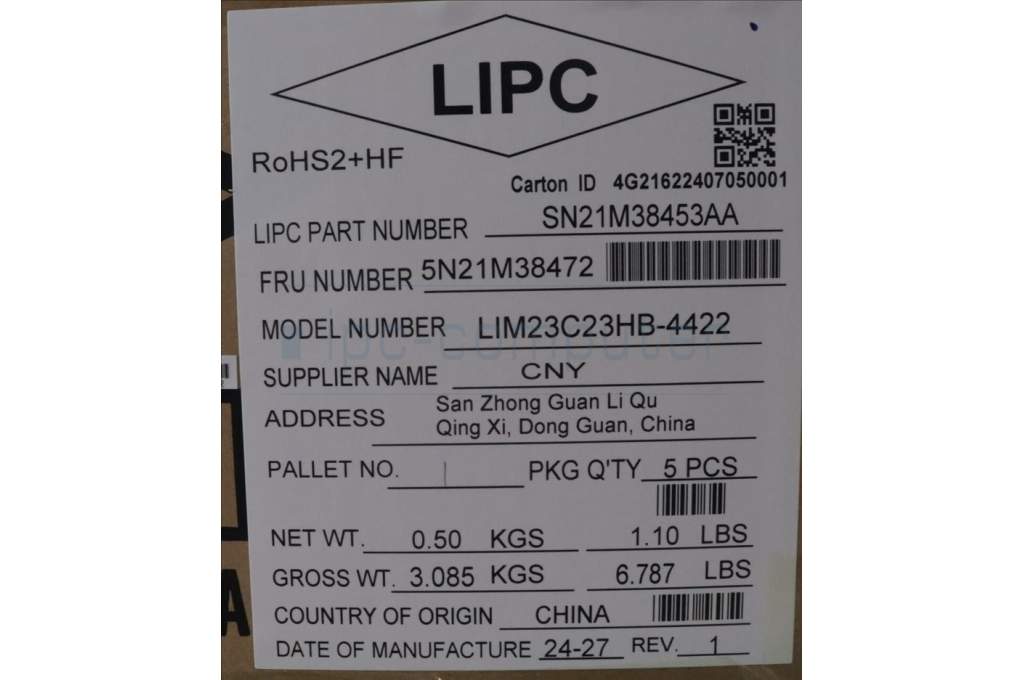 LIPC
RoHS2+HF
Carton ID 4G21622407050001
LIPC PART NUMBER SN21M38453AA
FRU NUMBER 5N21M38472
MODEL NUMBER LIM23C23HB-4422
ipc-computer
SUPPLIER NAME CNY
ADDRESS San Zhong Guan Li Qu
Qing Xi, Dong Guan, China
PALLET NO. PKG Q'TY 5 PCS
NET WT. 0.50 KGS 1.10 LBS
GROSS WT. 3.085 KGS 6.787 LBS
COUNTRY OF ORIGIN CHINA
A
DATE OF MANUFACTURE 24-27 REV. 1